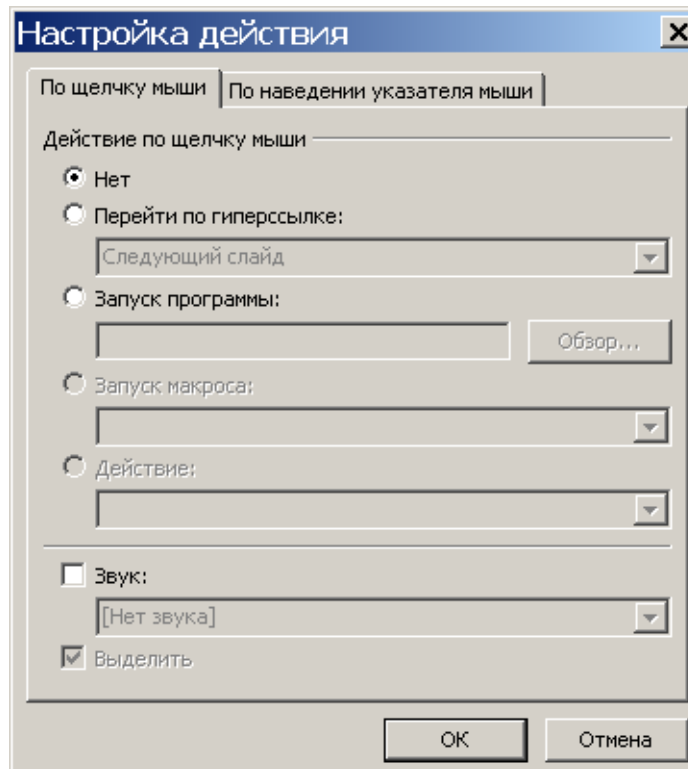 Настройка действия
По щелчку мыши
По наведении указателя мыши
Действие по щелчку мыши
Нет
Перейти по гиперссылке:
Следующий слайд
Запуск программы:
Обзор...
Запуск макроса:
Действие:
Звук:
[Нет звука]
Выделить
ОК
Отмена